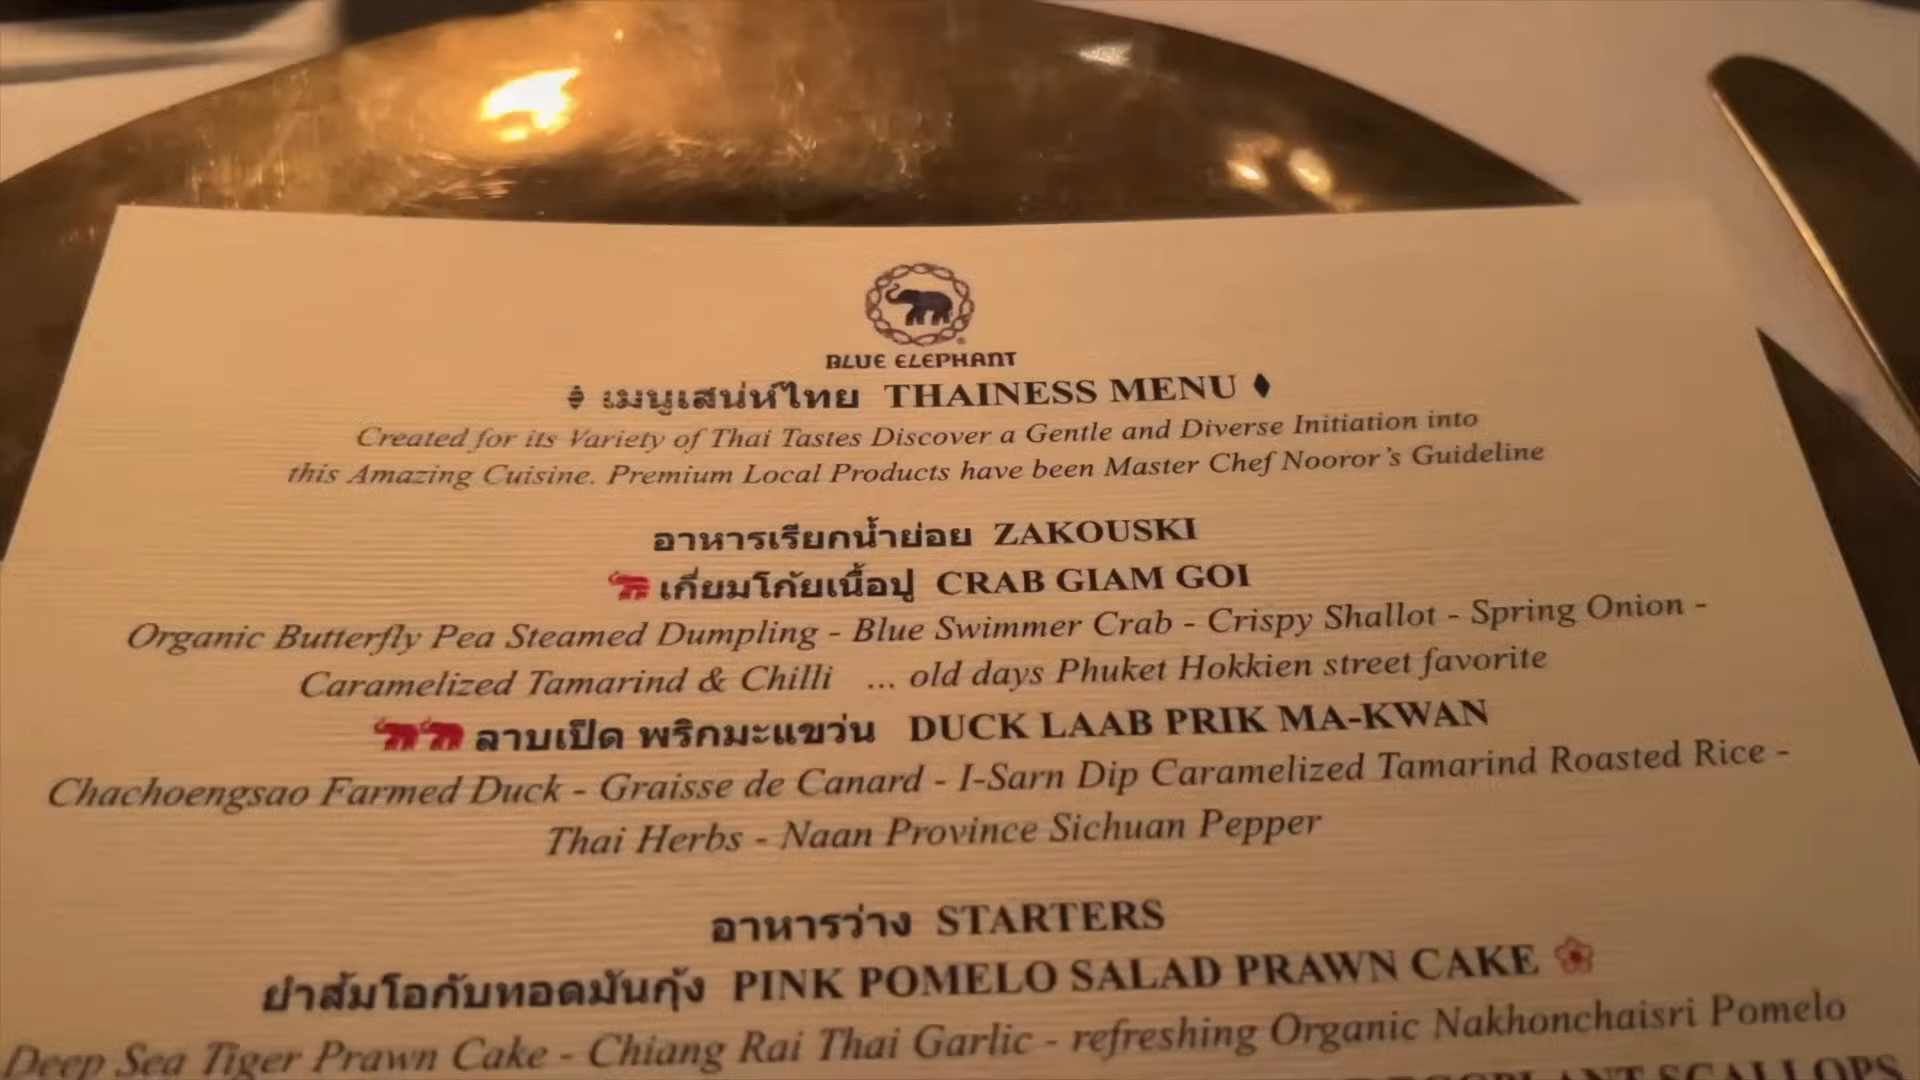 BLUE ELEPHANT
เมนูเสน่ห์ไทย THAINESS MENU
Created for its Variety of Thai Tastes Discover a Gentle and Diverse Initiation into
this Amazing Cuisine. Premium Local Products have been Master Chef Nooror's Guideline
อาหารเรียกน้ำย่อย ZAKOUSKI
เกี่ยมโก้ยเนื้อปู CRAB GIAM GOI
Organic Butterfly Pea Steamed Dumpling - Blue Swimmer Crab - Crispy Shallot - Spring Onion -
Caramelized Tamarind & Chilli ... old days Phuket Hokkien street favorite
ลาบเป็ด พริกมะแขว่น DUCK LAAB PRIK MA-KWAN
Chachoengsao Farmed Duck - Graisse de Canard - I-Sarn Dip Caramelized Tamarind Roasted Rice -
Thai Herbs - Naan Province Sichuan Pepper
อาหารว่าง STARTERS
ยำส้มโอกับทอดมันกุ้ง PINK POMELO SALAD PRAWN CAKE
Deep Sea Tiger Prawn Cake - Chiang Rai Thai Garlic - refreshing Organic Nakhonchaisri Pomelo
SCALLOPS